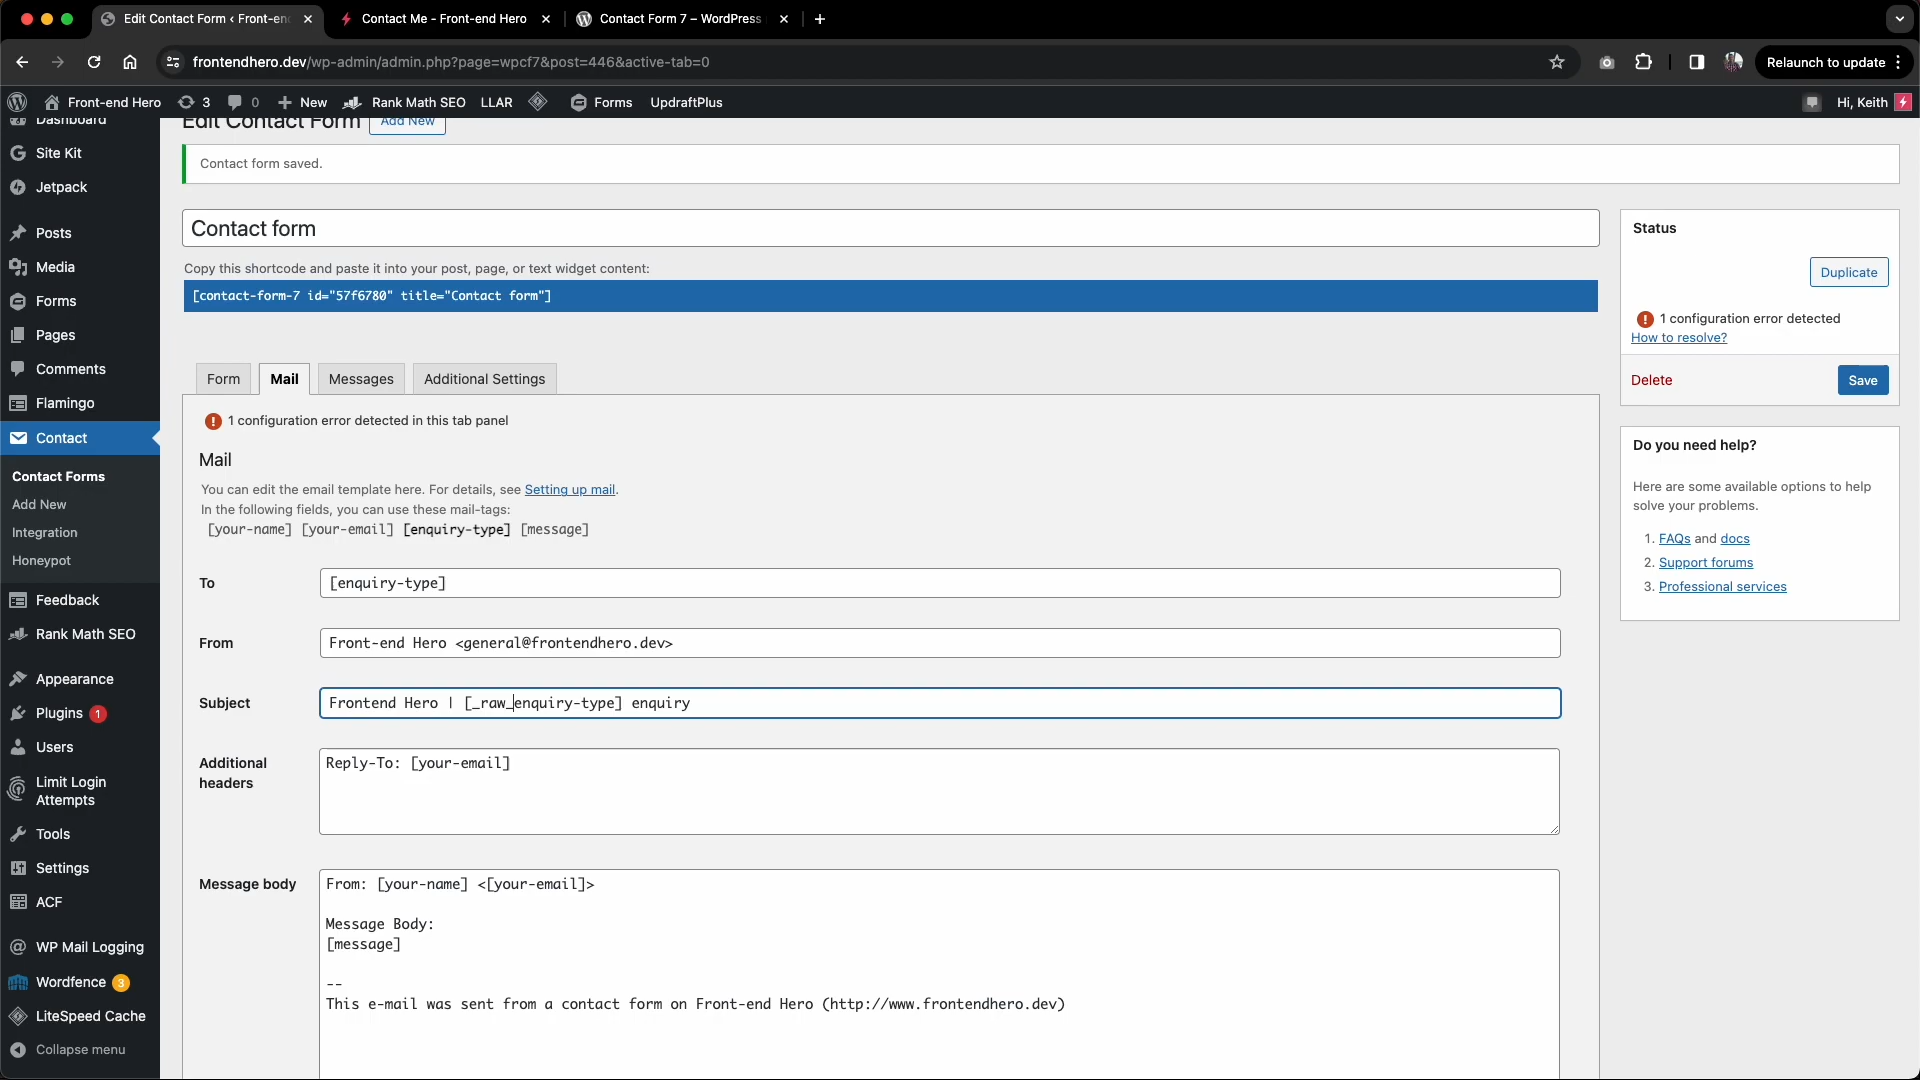 Edit Contact Form ‹ Front-en
Contact Me - Front-end Hero
Contact Form 7 – WordPress
frontendhero.dev/wp-admin/admin.php?page=wpcf7&post=446&active-tab=0
Relaunch to update
Front-end Hero
3
0
New
Rank Math SEO
LLAR
Forms
UpdraftPlus
Hi, Keith
Dashboard
Site Kit
Jetpack
Posts
Media
Forms
Pages
Comments
Flamingo
Contact
Contact Forms
Add New
Integration
Honeypot
Feedback
Rank Math SEO
Appearance
Plugins 1
Users
Limit Login
Attempts
Tools
Settings
ACF
WP Mail Logging
Wordfence 3
LiteSpeed Cache
Collapse menu
Edit Contact Form
Add New
Contact form saved.
Contact form
Copy this shortcode and paste it into your post, page, or text widget content:
[contact-form-7 id="57f6780" title="Contact form"]
Form
Mail
Messages
Additional Settings
1 configuration error detected in this tab panel
Mail
You can edit the email template here. For details, see Setting up mail.
In the following fields, you can use these mail-tags:
[your-name] [your-email] [enquiry-type] [message]
To
[enquiry-type]
From
Front-end Hero <general@frontendhero.dev>
Subject
Frontend Hero | [_raw_enquiry-type] enquiry
Additional
headers
Reply-To: [your-email]
Message body
From: [your-name] <[your-email]>
Message Body:
[message]
--
This e-mail was sent from a contact form on Front-end Hero (http://www.frontendhero.dev)
Status
Duplicate
1 configuration error detected
How to resolve?
Delete
Save
Do you need help?
Here are some available options to help
solve your problems.
1. FAQs and docs
2. Support forums
3. Professional services